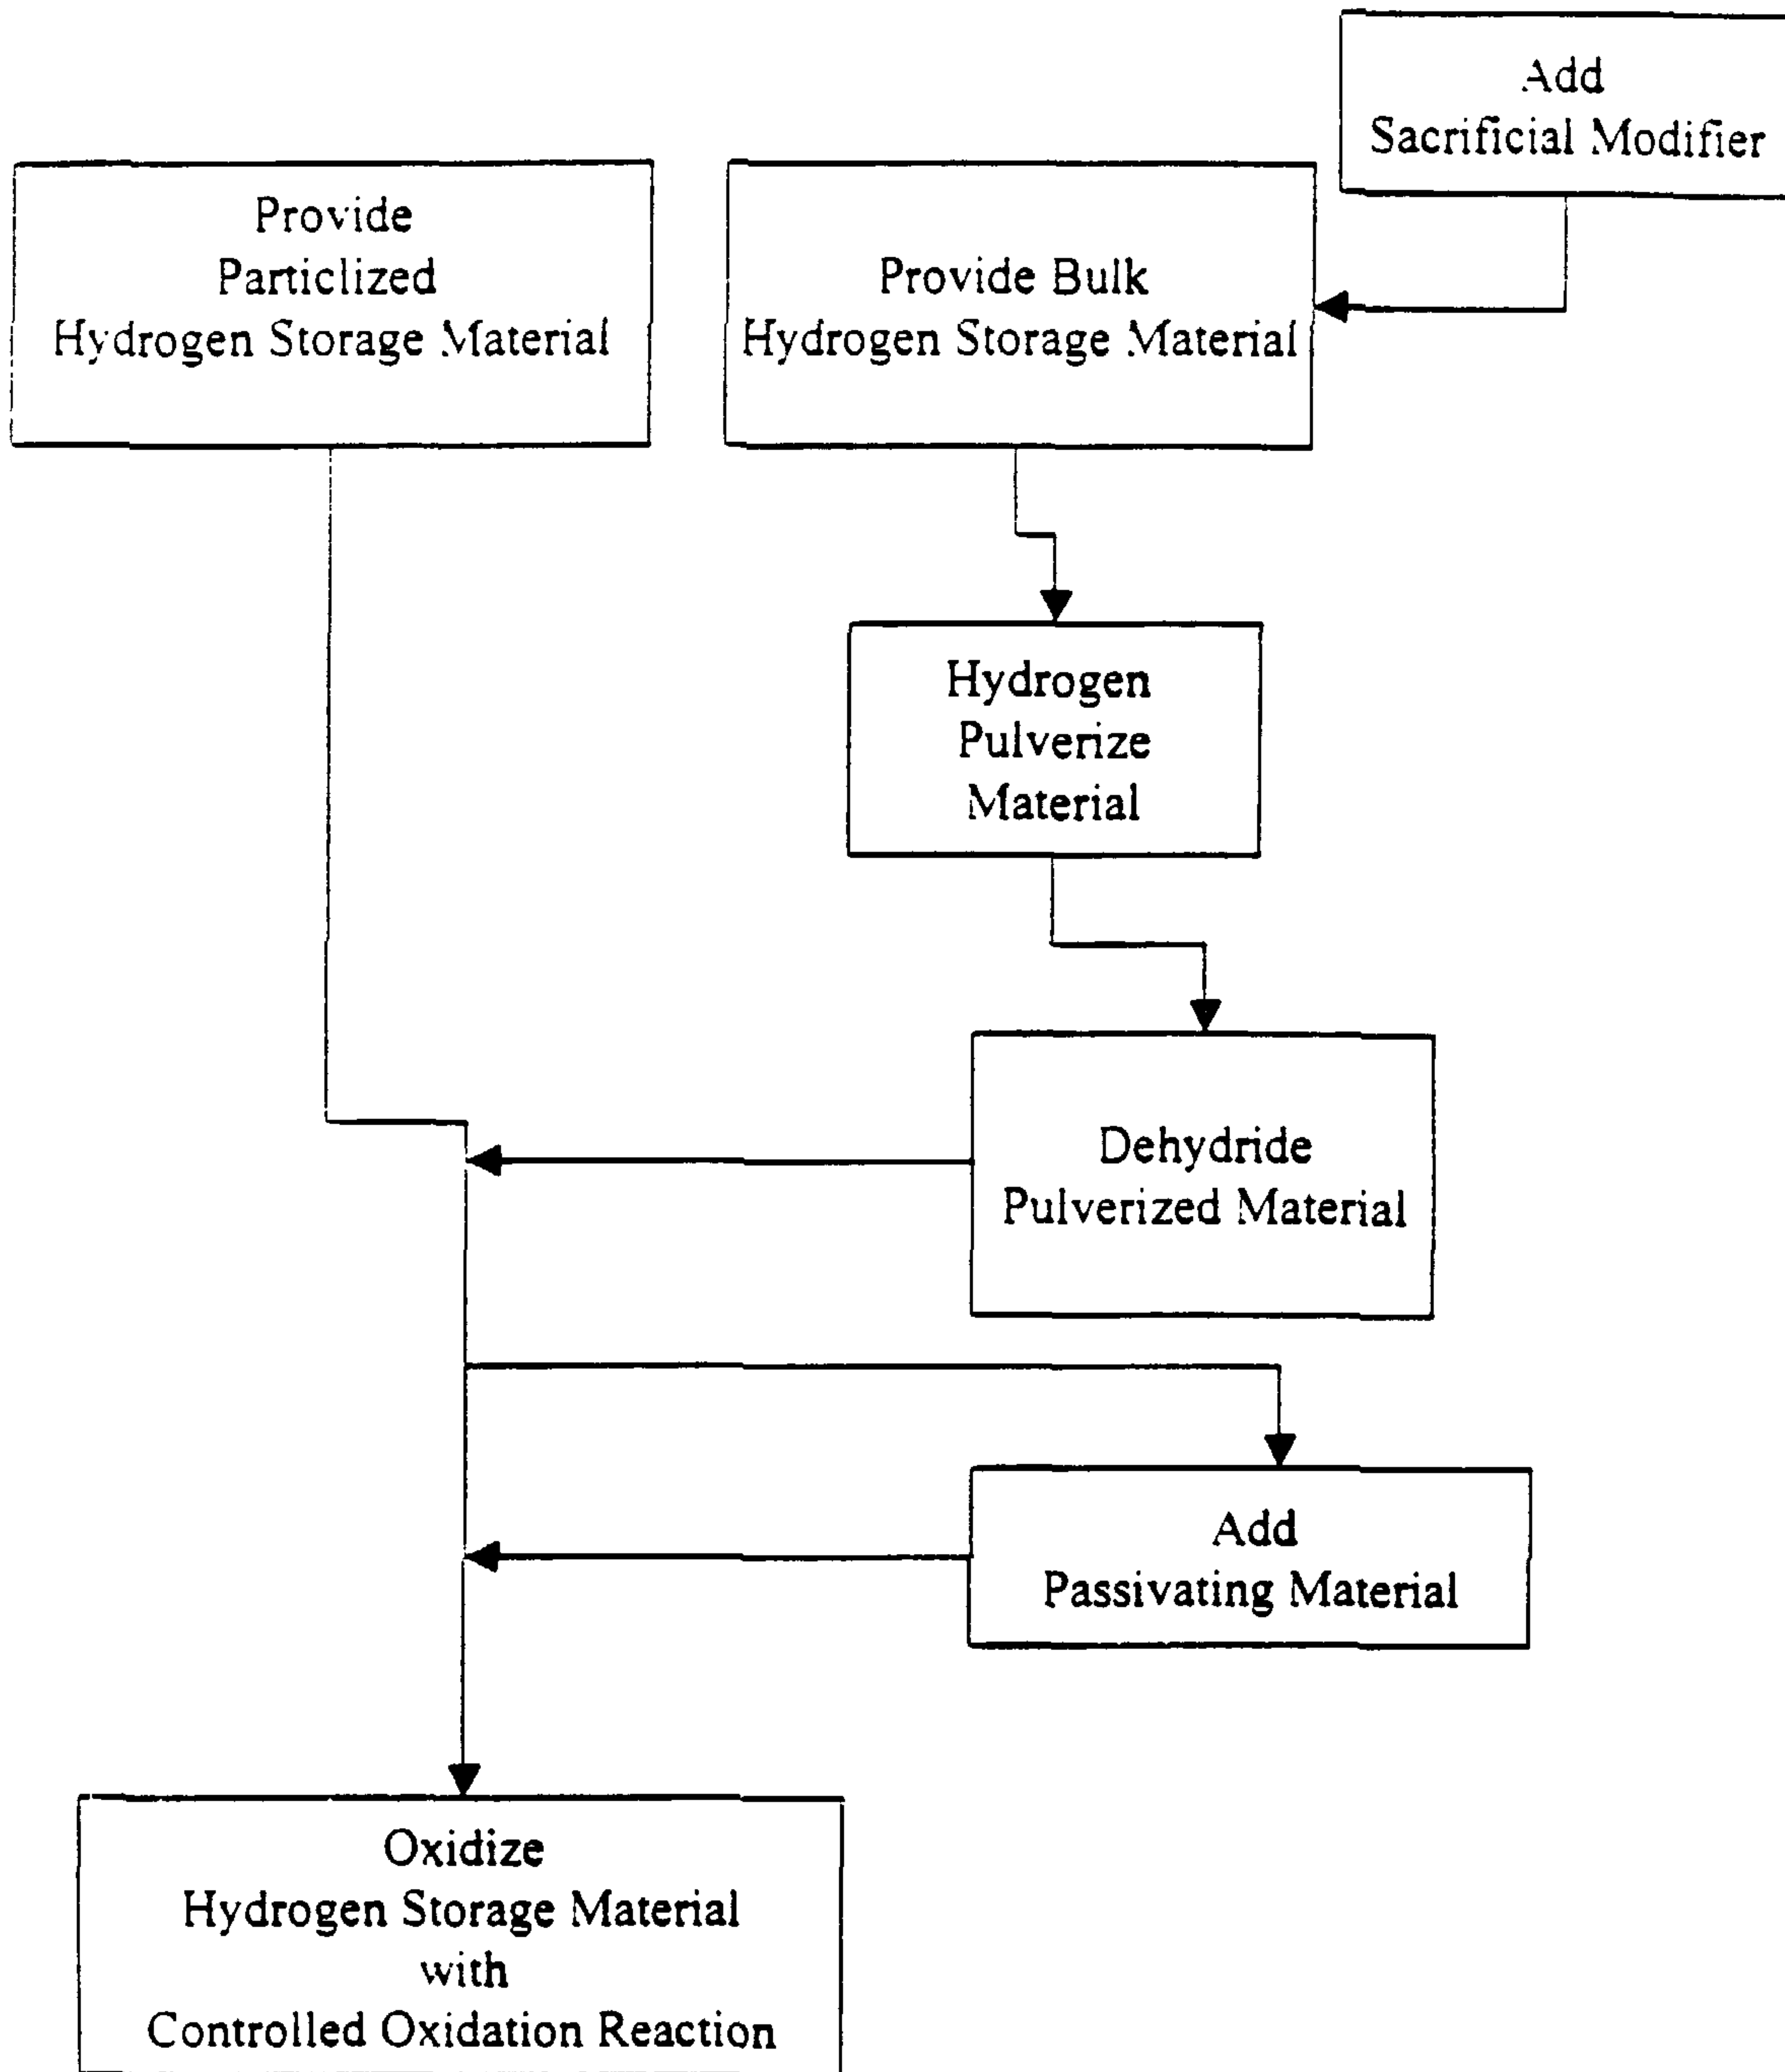 Add
Sacrificial Modifier
Provide
Particlized
Hydrogen Storage Material
Provide Bulk
Hydrogen Storage Material
Hydrogen
Pulverize
Material
Dehydride
Pulverized Material
Add
Passivating Material
Oxidize
Hydrogen Storage Material
with
Controlled Oxidation Reaction